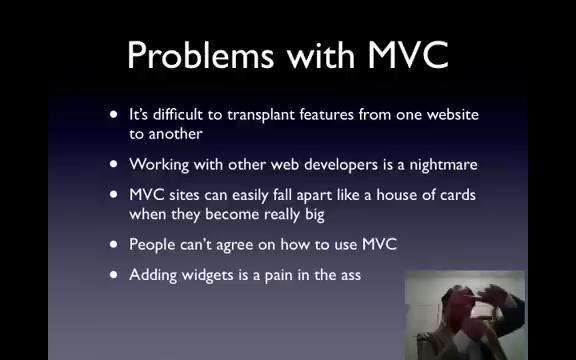 Problems with MVC
• It's difficult to transplant features from one website
to another
• Working with other web developers is a nightmare
• MVC sites can easily fall apart like a house of cards
when they become really big
• People can't agree on how to use MVC
• Adding widgets is a pain in the ass